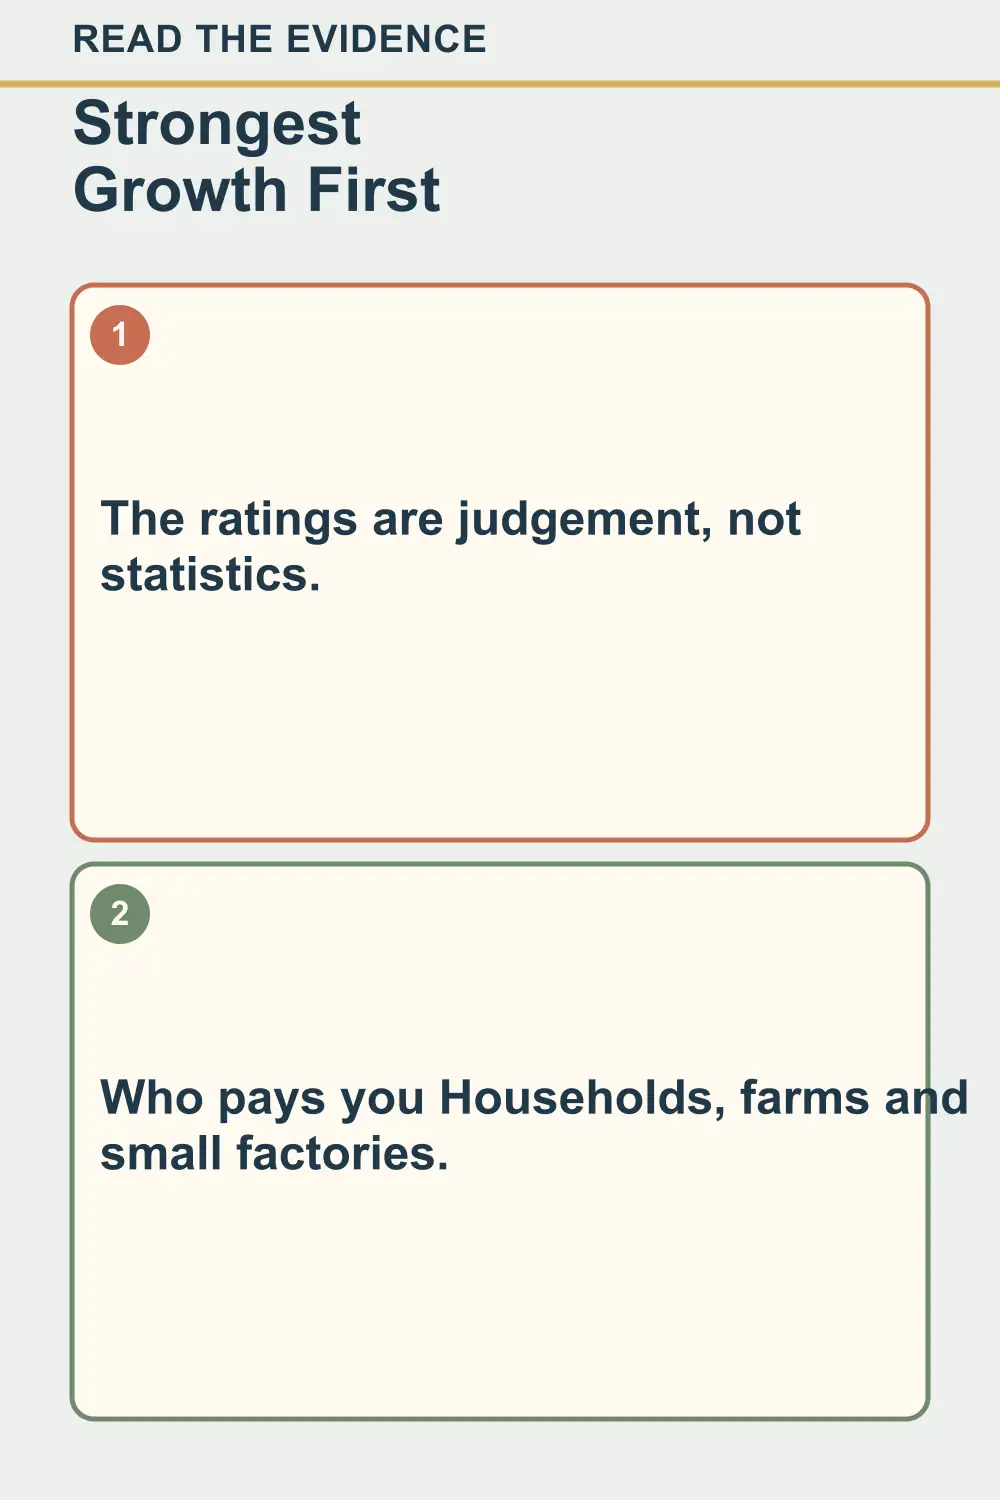 READ THE EVIDENCE
Strongest
Growth First
1
The ratings are judgement, not
statistics.
2
Who pays you Households, farms and
small factories.